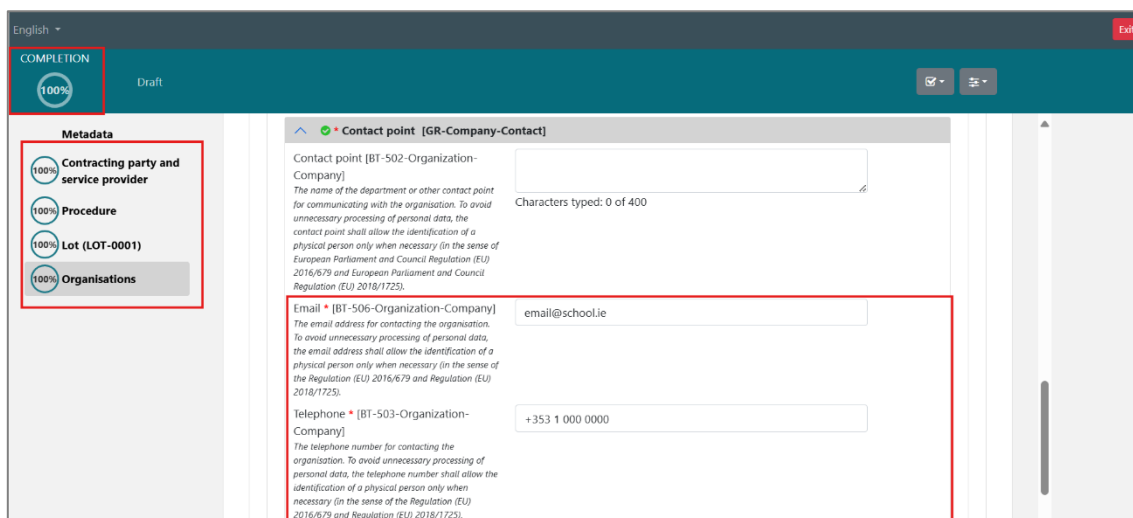 English
Exit
COMPLETION
100%
Draft
Metadata
100% Contracting party and
service provider
100% Procedure
100% Lot (LOT-0001)
100% Organisations
* Contact point [GR-Company-Contact]
Contact point [BT-502-Organization-
Company]
The name of the department or other contact point
for communicating with the organisation. To avoid
unnecessary processing of personal data, the
contact point shall allow the identification of a
physical person only when necessary (in the sense of
European Parliament and Council Regulation (EU)
2016/679 and European Parliament and Council
Regulation (EU) 2018/1725).
Characters typed: 0 of 400
Email * [BT-506-Organization-Company]
The email address for contacting the organisation.
To avoid unnecessary processing of personal data,
the email address shall allow the identification of a
physical person only when necessary (in the sense of
the Regulation (EU) 2016/679 and Regulation (EU)
2018/1725).
email@school.ie
Telephone * [BT-503-Organization-
Company]
The telephone number for contacting the
organisation. To avoid unnecessary processing of
personal data, the telephone number shall allow the
identification of a physical person only when
necessary (in the sense of the Regulation (EU)
2016/679 and Regulation (EU) 2018/1725).
+353 1 000 0000